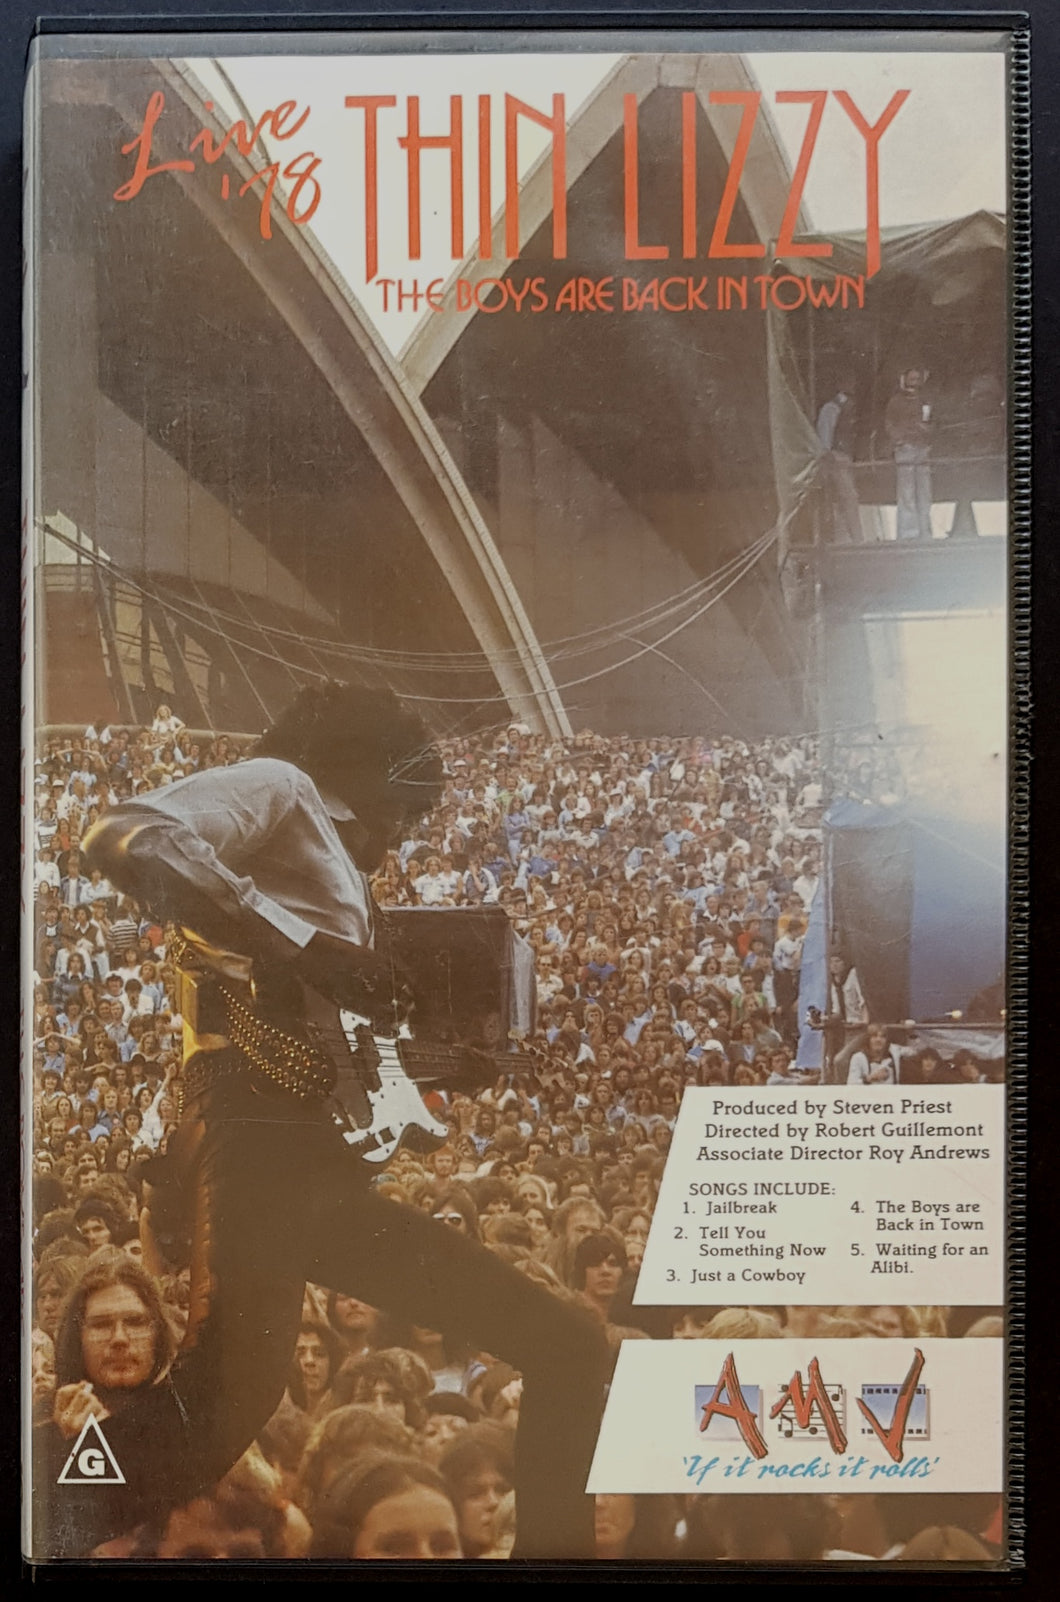 Live '78
THIN LIZZY
THE BOYS ARE BACK IN TOWN
Produced by Steven Priest
Directed by Robert Guillemont
Associate Director Roy Andrews
SONGS INCLUDE:
1. Jailbreak
2. Tell You
Something Now
3. Just a Cowboy
4. The Boys are
Back in Town
5. Waiting for an
Alibi.
AMV
'If it rocks it rolls'
G